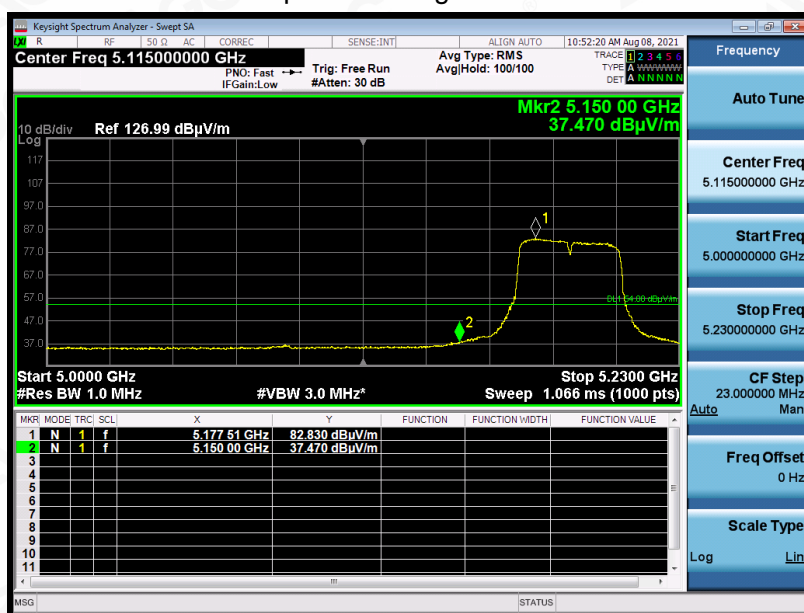 Keysight Spectrum Analyzer - Swept SA
LXI R RF 50 Ω AC CORREC SENSE:INT ALIGN AUTO 10:52:20 AM Aug 08, 2021
Center Freq 5.115000000 GHz
PNO: Fast
IFGain:Low
Trig: Free Run
#Atten: 30 dB
Avg Type: RMS
Avg|Hold: 100/100
TRACE 1 2 3 4 5 6
TYPE A WWWWW
DET A N N N N N
Frequency
Mkr2 5.150 00 GHz
37.470 dBµV/m
10 dB/div Ref 126.99 dBµV/m
Log
117
107
97.0
87.0
77.0
67.0
57.0
47.0
37.0
1
2
DL1 54.00 dBµV/m
Start 5.0000 GHz Stop 5.2300 GHz
#Res BW 1.0 MHz #VBW 3.0 MHz* Sweep 1.066 ms (1000 pts)
MKR MODE TRC SCL X Y FUNCTION FUNCTION WIDTH FUNCTION VALUE
1 N 1 f 5.177 51 GHz 82.830 dBµV/m
2 N 1 f 5.150 00 GHz 37.470 dBµV/m
3
4
5
6
7
8
9
10
11
MSG STATUS
Auto Tune
Center Freq
5.115000000 GHz
Start Freq
5.000000000 GHz
Stop Freq
5.230000000 GHz
CF Step
23.000000 MHz
Auto Man
Freq Offset
0 Hz
Scale Type
Log Lin